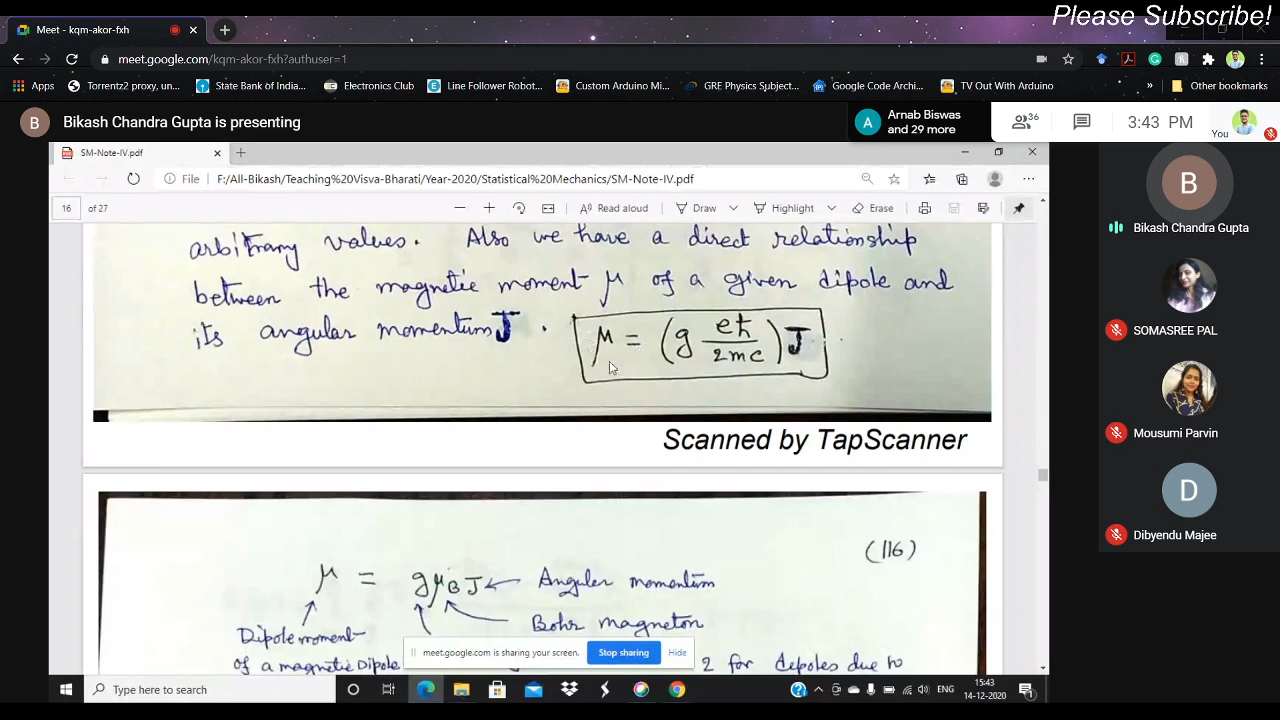 Please Subscribe!
Meet - kqm-akor-fxh
meet.google.com/kqm-akor-fxh?authuser=1
Apps
Torrentz2 proxy, un...
State Bank of India...
Electronics Club
Line Follower Robot...
Custom Arduino Mi...
GRE Physics Subject...
Google Code Archi...
TV Out With Arduino
»
Other bookmarks
B
Bikash Chandra Gupta is presenting
A
Arnab Biswas
and 29 more
36
3:43 PM
You
SM-Note-IV.pdf
File
F:/All-Bikash/Teaching%20Visva-Bharati/Year-2020/Statistical%20Mechanics/SM-Note-IV.pdf
16 of 27
Read aloud
Draw
Highlight
Erase
arbitrary values. Also we have a direct relationship
between the magnetic moment μ of a given dipole and
its angular momentum J. μ = (g eħ/2mc) J
Scanned by TapScanner
(116)
μ = gμB J ← Angular momentum
Bohr magneton
Dipole moment
of a magnetic Dipole
2 for depoles due to
meet.google.com is sharing your screen.
Stop sharing
Hide
B
Bikash Chandra Gupta
SOMASREE PAL
Mousumi Parvin
D
Dibyendu Majee
Type here to search
ENG
15:43
14-12-2020
1